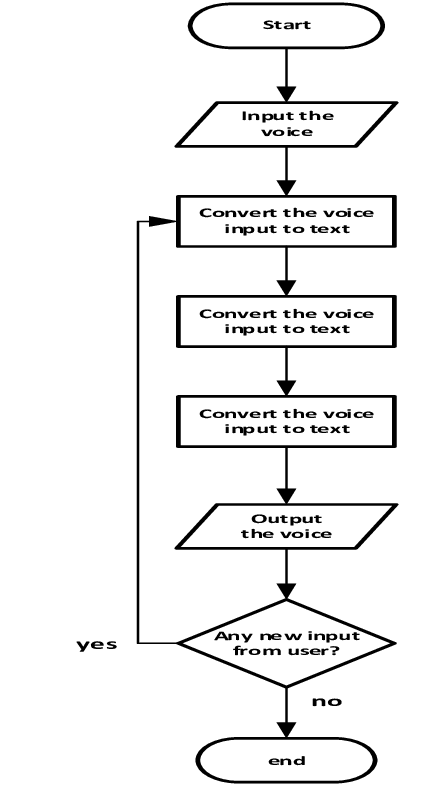 Start
Input the
voice
Convert the voice
input to text
Convert the voice
input to text
Convert the voice
input to text
Output
the voice
Any new input
from user?
yes
no
end